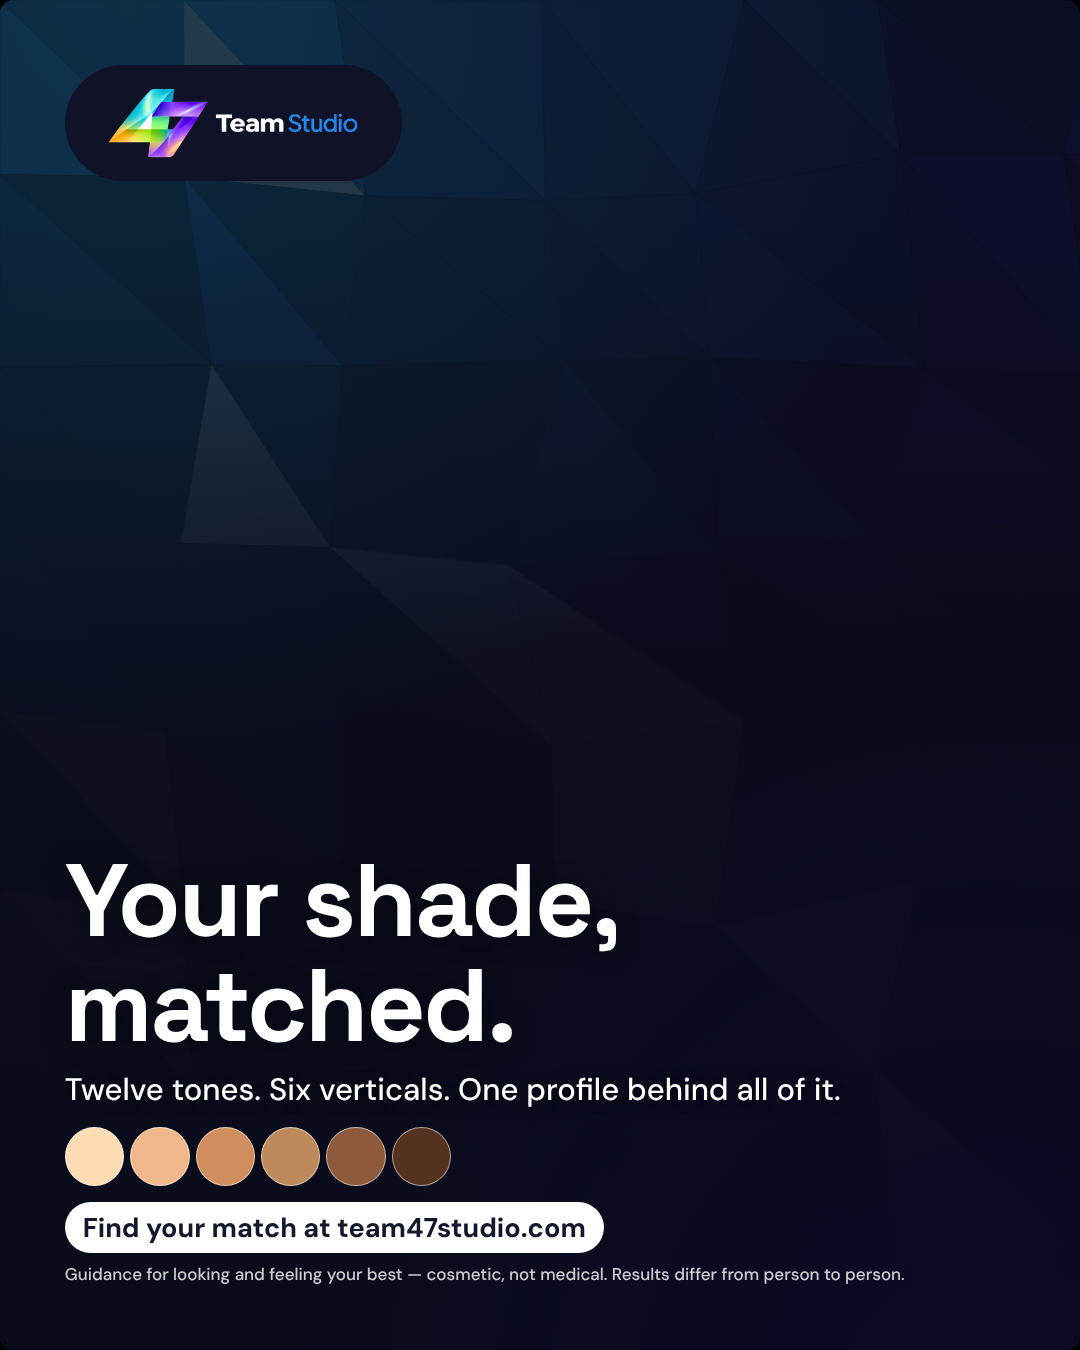 47 Team Studio
Your shade,
matched.
Twelve tones. Six verticals. One profile behind all of it.
Find your match at team47studio.com
Guidance for looking and feeling your best — cosmetic, not medical. Results differ from person to person.